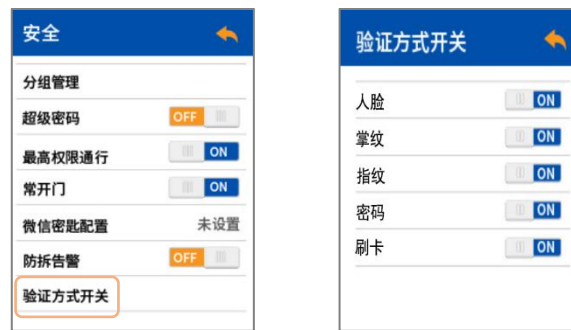 安全
分组管理
超级密码 OFF
最高权限通行 ON
常开门 ON
微信密匙配置 未设置
防拆告警 OFF
验证方式开关
验证方式开关
人脸 ON
掌纹 ON
指纹 ON
密码 ON
刷卡 ON